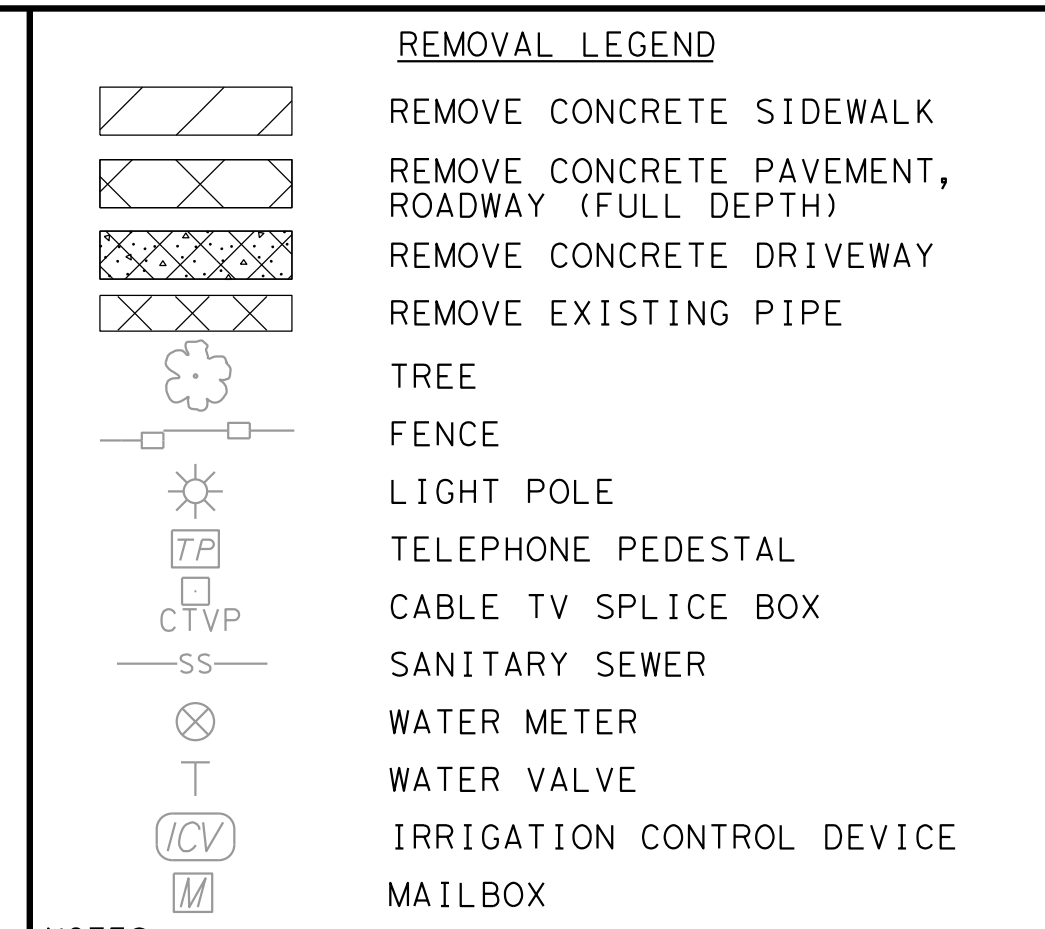 REMOVAL LEGEND
REMOVE CONCRETE SIDEWALK
REMOVE CONCRETE PAVEMENT,
ROADWAY (FULL DEPTH)
REMOVE CONCRETE DRIVEWAY
REMOVE EXISTING PIPE
TREE
FENCE
LIGHT POLE
TP TELEPHONE PEDESTAL
CTVP CABLE TV SPLICE BOX
SS SANITARY SEWER
WATER METER
T WATER VALVE
ICV IRRIGATION CONTROL DEVICE
M MAILBOX